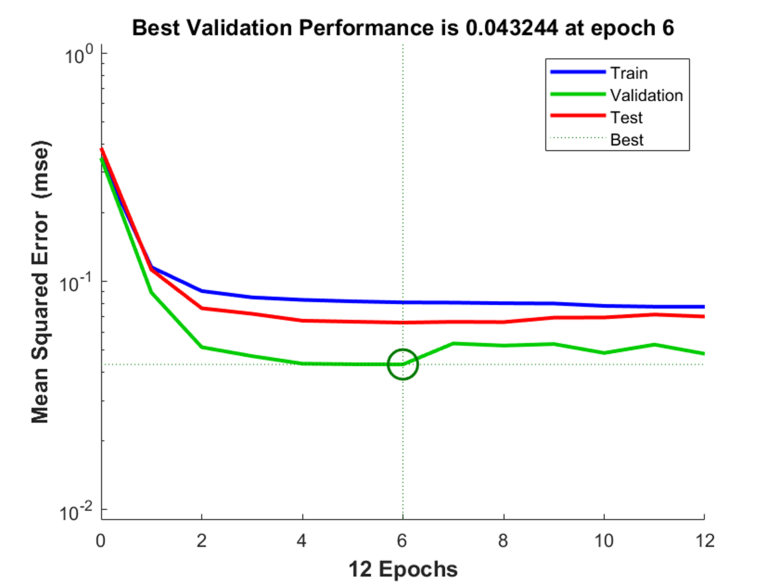 Best Validation Performance is 0.043244 at epoch 6
10^0
Train
Validation
Test
Best
Mean Squared Error (mse)
10^-1
10^-2
0 2 4 6 8 10 12
12 Epochs